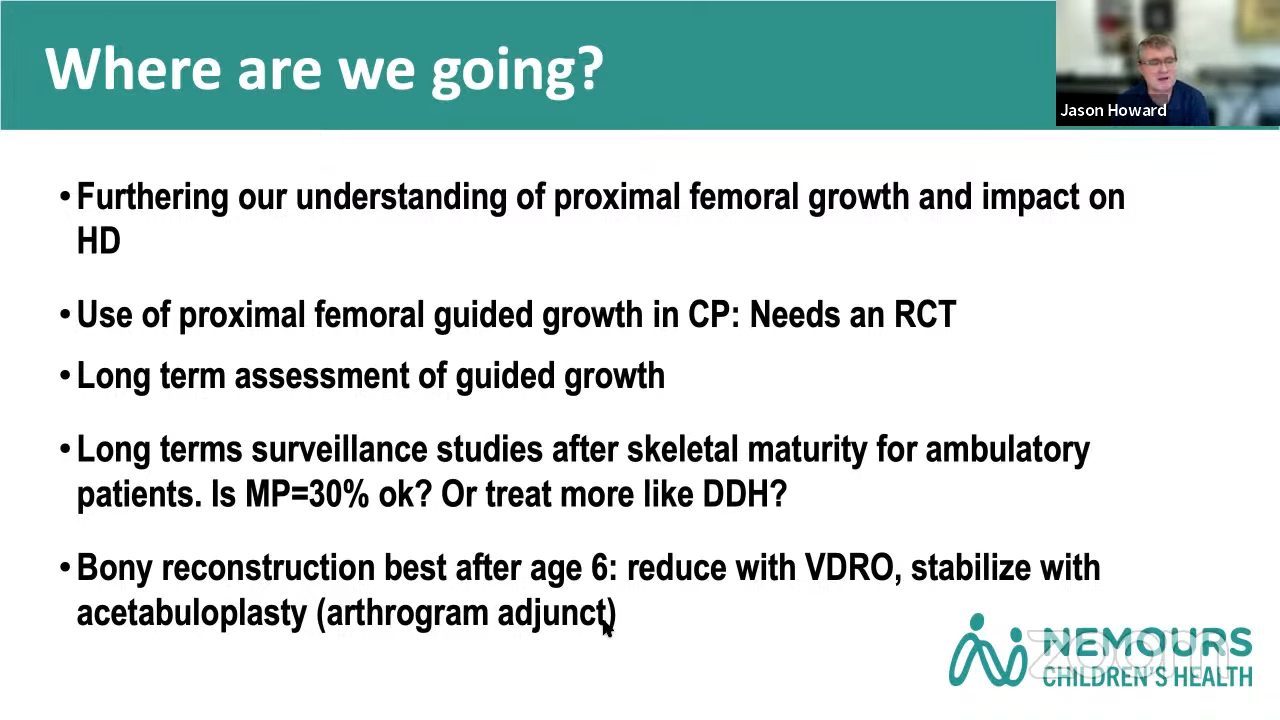 Where are we going?
Jason Howard
• Furthering our understanding of proximal femoral growth and impact on
HD
• Use of proximal femoral guided growth in CP: Needs an RCT
• Long term assessment of guided growth
• Long terms surveillance studies after skeletal maturity for ambulatory
patients. Is MP=30% ok? Or treat more like DDH?
• Bony reconstruction best after age 6: reduce with VDRO, stabilize with
acetabuloplasty (arthrogram adjunct)
NEMOURS
zoom
CHILDREN'S HEALTH